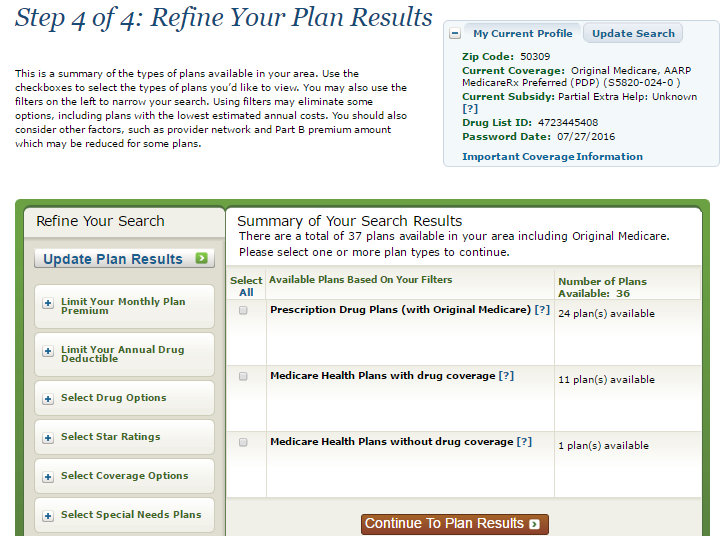 Step 4 of 4: Refine Your Plan Results
This is a summary of the types of plans available in your area. Use the
checkboxes to select the types of plans you'd like to view. You may also use the
filters on the left to narrow your search. Using filters may eliminate some
options, including plans with the lowest estimated annual costs. You should also
consider other factors, such as provider network and Part B premium amount
which may be reduced for some plans.
My Current Profile
Update Search
Zip Code: 50309
Current Coverage: Original Medicare, AARP
MedicareRx Preferred (PDP) (S5820-024-0 )
Current Subsidy: Partial Extra Help: Unknown
[?]
Drug List ID: 4723445408
Password Date: 07/27/2016
Important Coverage Information
Refine Your Search
Update Plan Results
Limit Your Monthly Plan
Premium
Limit Your Annual Drug
Deductible
Select Drug Options
Select Star Ratings
Select Coverage Options
Select Special Needs Plans
Summary of Your Search Results
There are a total of 37 plans available in your area including Original Medicare.
Please select one or more plan types to continue.
Select
All
Available Plans Based On Your Filters
Number of Plans
Available: 36
Prescription Drug Plans (with Original Medicare) [?]
24 plan(s) available
Medicare Health Plans with drug coverage [?]
11 plan(s) available
Medicare Health Plans without drug coverage [?]
1 plan(s) available
Continue To Plan Results